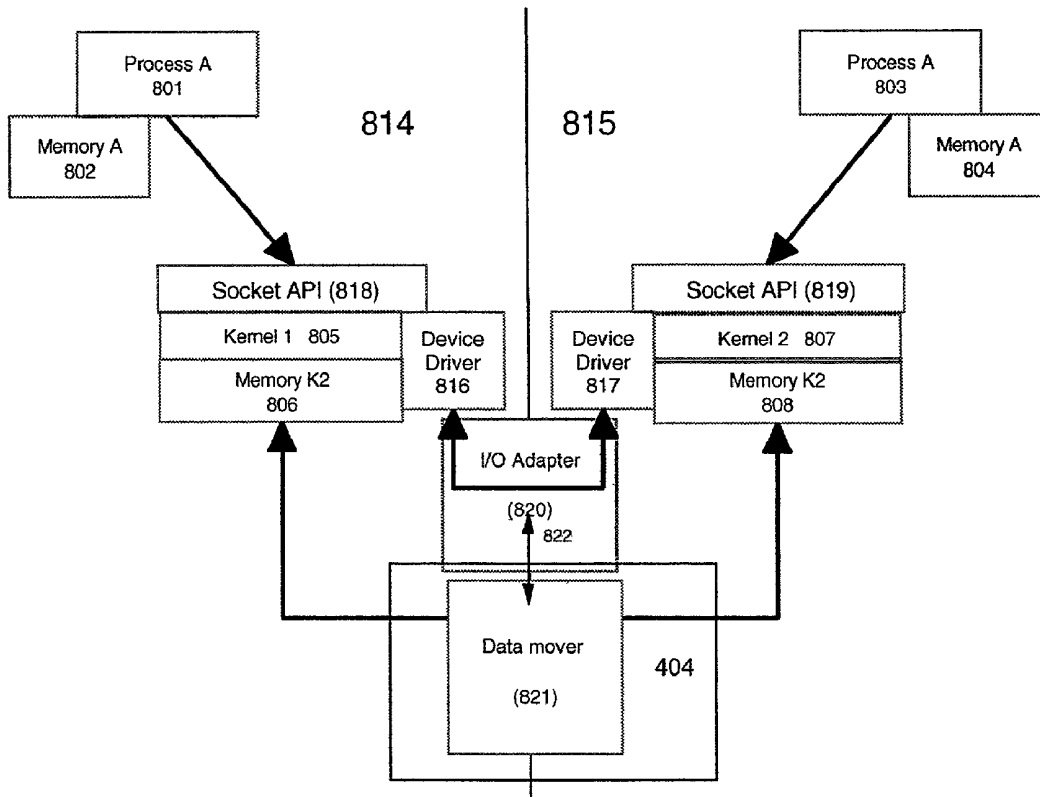 Process A
801
Memory A
802
814
815
Process A
803
Memory A
804
Socket API (818)
Kernel 1 805
Memory K2
806
Device
Driver
816
Device
Driver
817
Socket API (819)
Kernel 2 807
Memory K2
808
I/O Adapter
(820)
822
Data mover
(821)
404